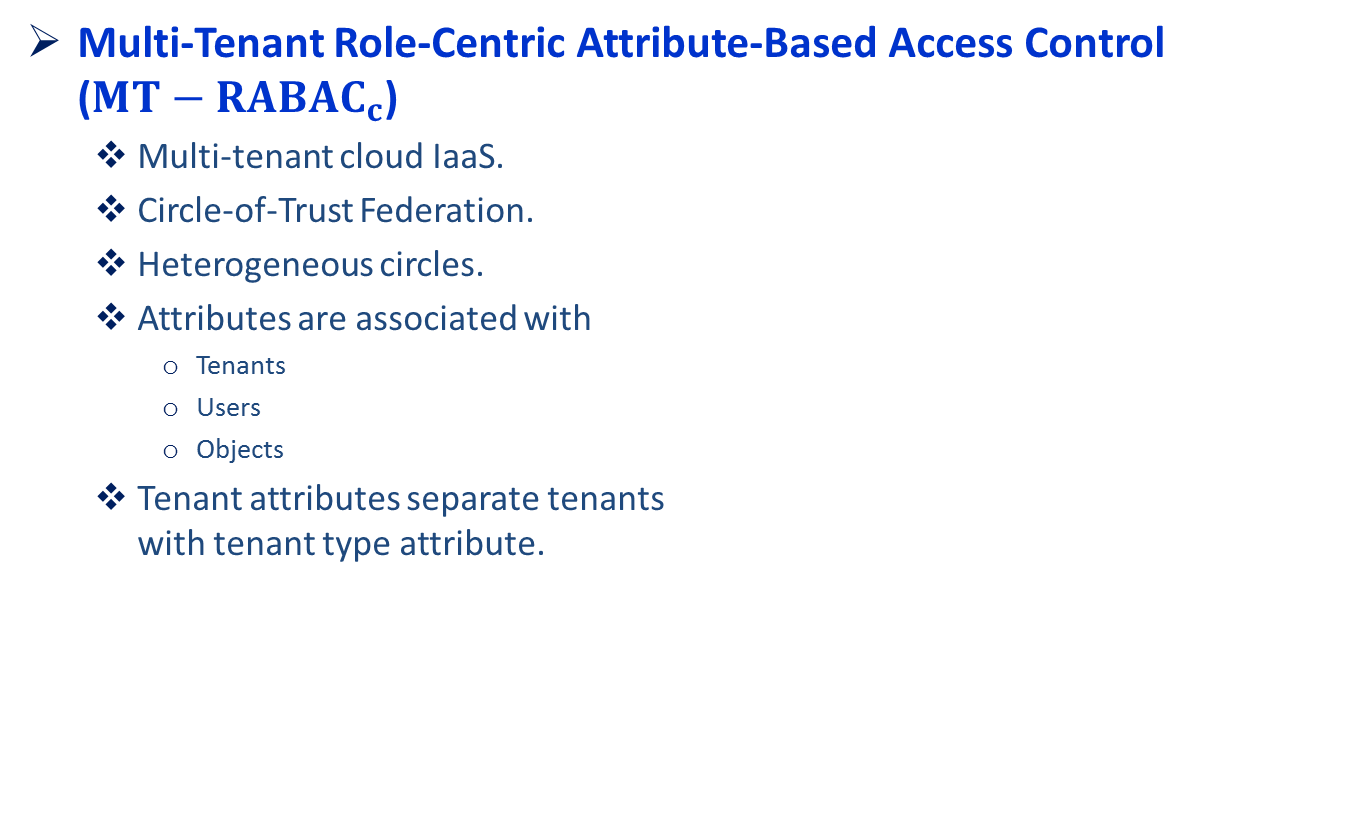 ➢ Multi-Tenant Role-Centric Attribute-Based Access Control
(MT − RABAC_c)
❖ Multi-tenant cloud IaaS.
❖ Circle-of-Trust Federation.
❖ Heterogeneous circles.
❖ Attributes are associated with
o Tenants
o Users
o Objects
❖ Tenant attributes separate tenants
with tenant type attribute.